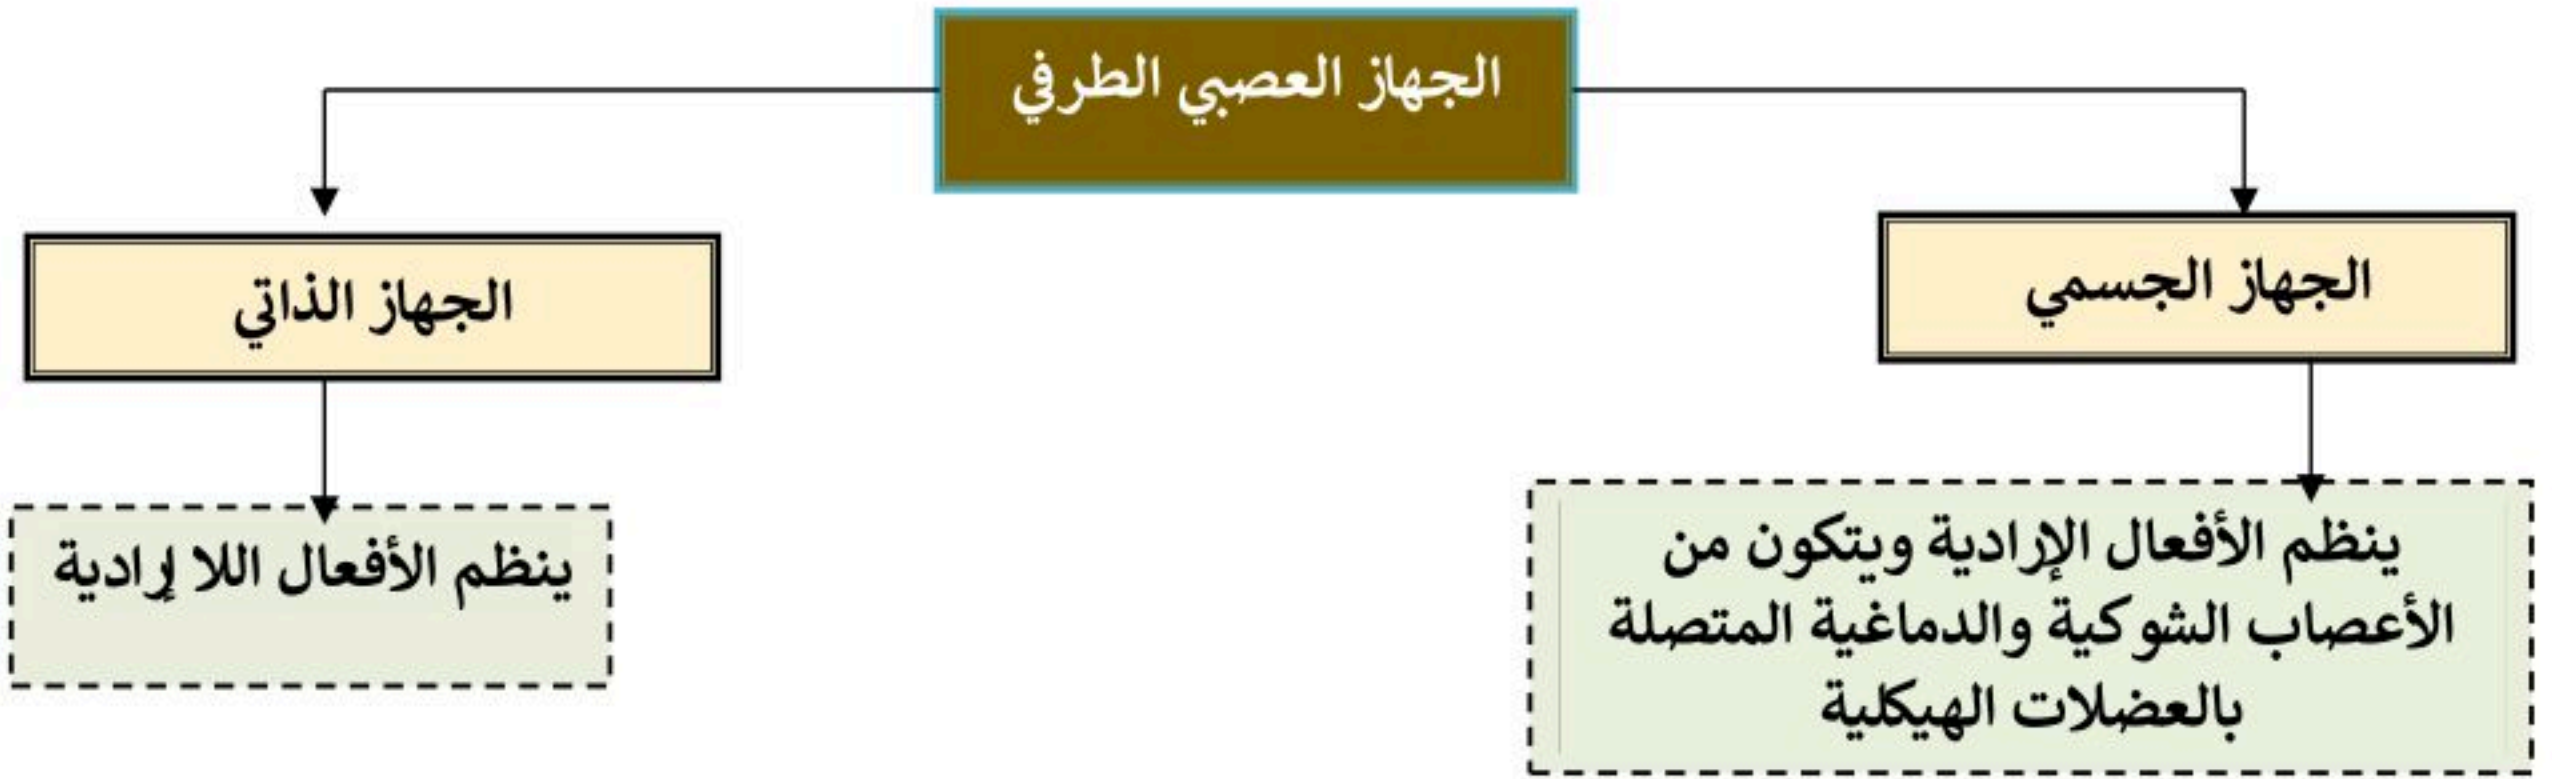 الجهاز العصبي الطرفي
الجهاز الجسمي
الجهاز الذاتي
ينظم الأفعال الإرادية ويتكون من
الأعصاب الشوكية والدماغية المتصلة
بالعضلات الهيكلية
ينظم الأفعال اللا إرادية